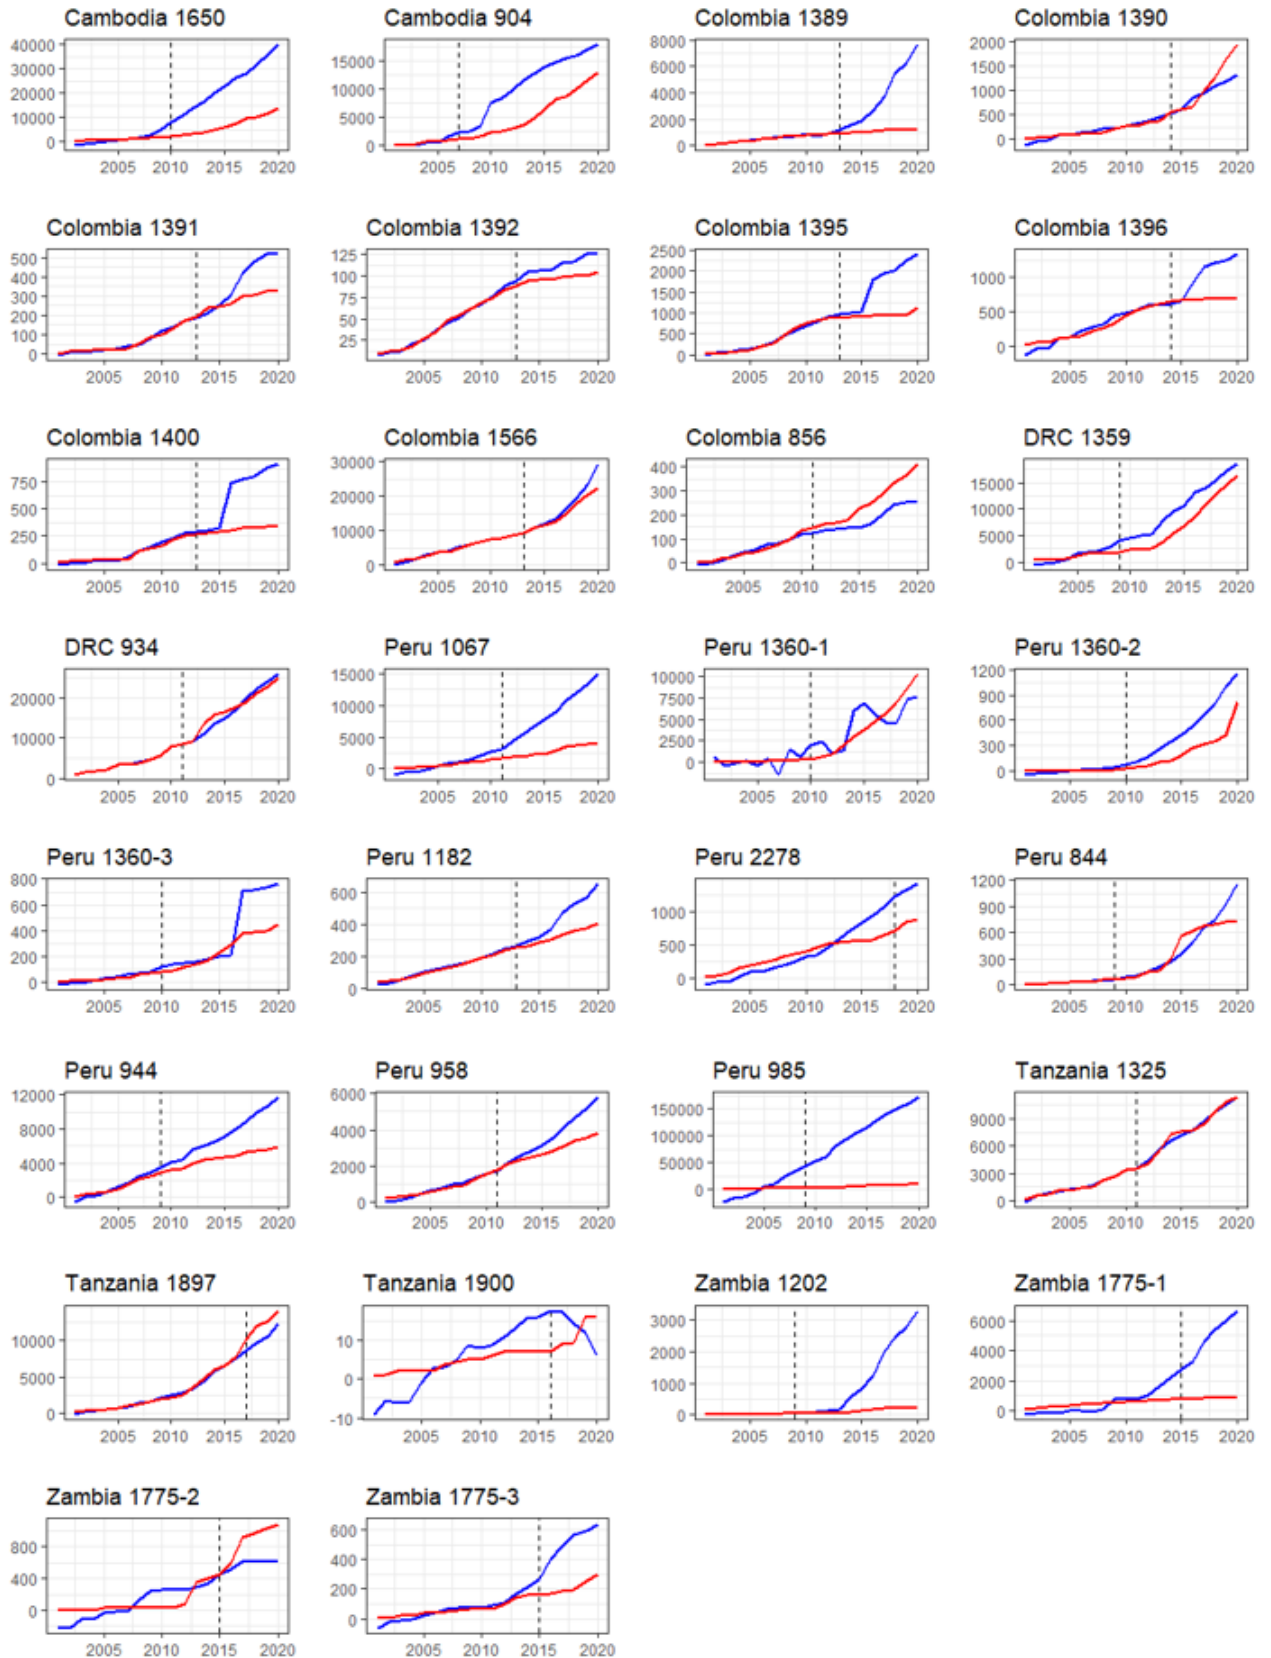 Cambodia 1650
40000
30000
20000
10000
0
2005 2010 2015 2020
Cambodia 904
15000
10000
5000
0
2005 2010 2015 2020
Colombia 1389
8000
6000
4000
2000
0
2005 2010 2015 2020
Colombia 1390
2000
1500
1000
500
0
2005 2010 2015 2020
Colombia 1391
500
400
300
200
100
0
2005 2010 2015 2020
Colombia 1392
125
100
75
50
25
2005 2010 2015 2020
Colombia 1395
2500
2000
1500
1000
500
0
2005 2010 2015 2020
Colombia 1396
1000
500
0
2005 2010 2015 2020
Colombia 1400
750
500
250
0
2005 2010 2015 2020
Colombia 1566
30000
20000
10000
0
2005 2010 2015 2020
Colombia 856
400
300
200
100
0
2005 2010 2015 2020
DRC 1359
15000
10000
5000
0
2005 2010 2015 2020
DRC 934
20000
10000
0
2005 2010 2015 2020
Peru 1067
15000
10000
5000
0
2005 2010 2015 2020
Peru 1360-1
10000
7500
5000
2500
0
2005 2010 2015 2020
Peru 1360-2
1200
900
600
300
0
2005 2010 2015 2020
Peru 1360-3
800
600
400
200
0
2005 2010 2015 2020
Peru 1182
600
400
200
0
2005 2010 2015 2020
Peru 2278
1000
500
0
2005 2010 2015 2020
Peru 844
1200
900
600
300
0
2005 2010 2015 2020
Peru 944
12000
8000
4000
0
2005 2010 2015 2020
Peru 958
6000
4000
2000
0
2005 2010 2015 2020
Peru 985
150000
100000
50000
0
2005 2010 2015 2020
Tanzania 1325
9000
6000
3000
0
2005 2010 2015 2020
Tanzania 1897
10000
5000
0
2005 2010 2015 2020
Tanzania 1900
10
0
-10
2005 2010 2015 2020
Zambia 1202
3000
2000
1000
0
2005 2010 2015 2020
Zambia 1775-1
6000
4000
2000
0
2005 2010 2015 2020
Zambia 1775-2
800
400
0
2005 2010 2015 2020
Zambia 1775-3
600
400
200
0
2005 2010 2015 2020